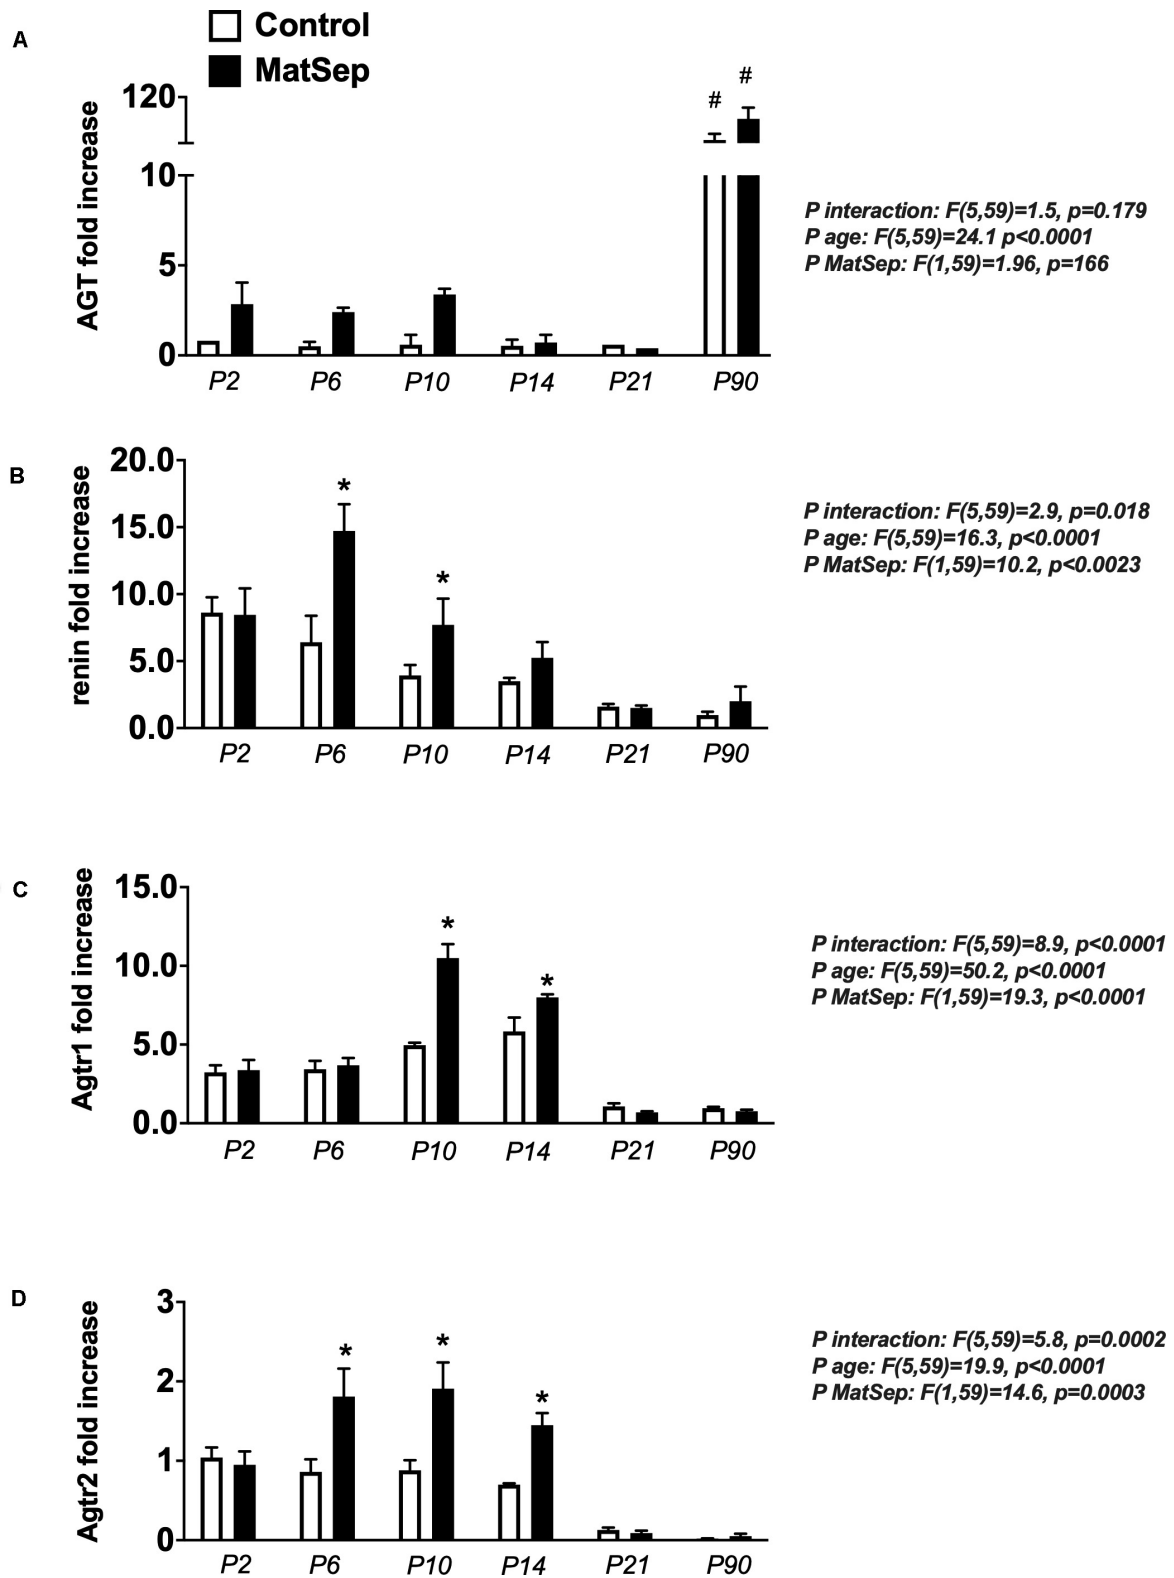 A
Control
MatSep
AGT fold increase
120
10
5
0
# #
P2 P6 P10 P14 P21 P90
P interaction: F(5,59)=1.5, p=0.179
P age: F(5,59)=24.1 p<0.0001
P MatSep: F(1,59)=1.96, p=166
B
renin fold increase
20.0
15.0
10.0
5.0
0.0
* *
P2 P6 P10 P14 P21 P90
P interaction: F(5,59)=2.9, p=0.018
P age: F(5,59)=16.3, p<0.0001
P MatSep: F(1,59)=10.2, p<0.0023
C
Agtr1 fold increase
15.0
10.0
5.0
0.0
* *
P2 P6 P10 P14 P21 P90
P interaction: F(5,59)=8.9, p<0.0001
P age: F(5,59)=50.2, p<0.0001
P MatSep: F(1,59)=19.3, p<0.0001
D
Agtr2 fold increase
3
2
1
0
* * *
P2 P6 P10 P14 P21 P90
P interaction: F(5,59)=5.8, p=0.0002
P age: F(5,59)=19.9, p<0.0001
P MatSep: F(1,59)=14.6, p=0.0003